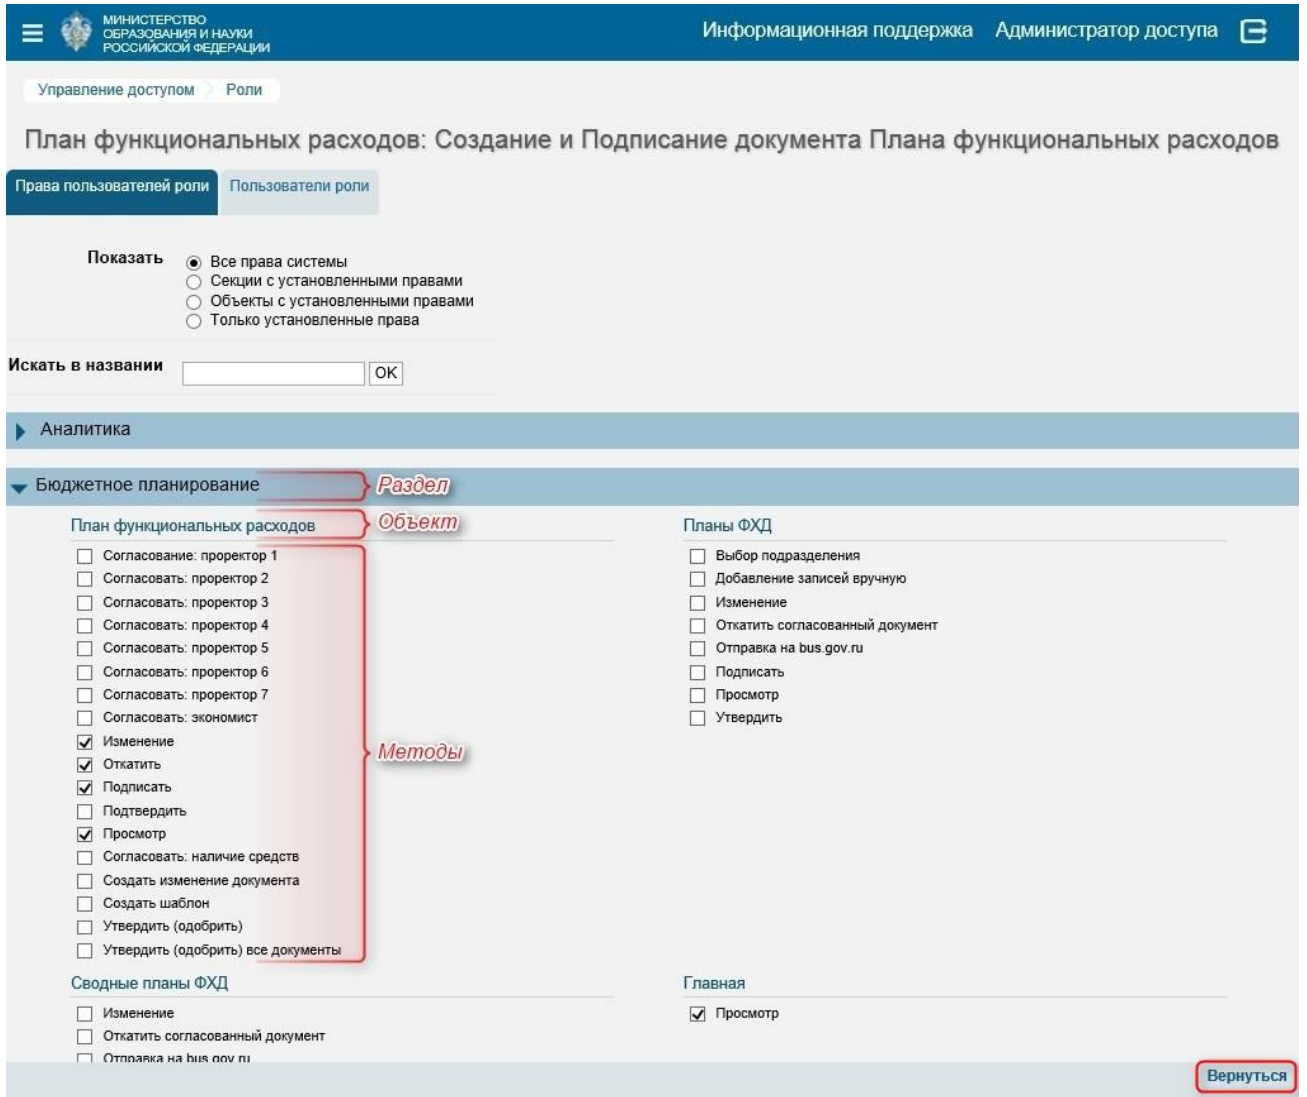 МИНИСТЕРСТВО
ОБРАЗОВАНИЯ И НАУКИ
РОССИЙСКОЙ ФЕДЕРАЦИИ
Информационная поддержка Администратор доступа
Управление доступом Роли
План функциональных расходов: Создание и Подписание документа Плана функциональных расходов
Права пользователей роли Пользователи роли
Показать
Все права системы
Секции с установленными правами
Объекты с установленными правами
Только установленные права
Искать в названии OK
Аналитика
Бюджетное планирование Раздел
План функциональных расходов Объект
Согласование: проректор 1
Согласовать: проректор 2
Согласовать: проректор 3
Согласовать: проректор 4
Согласовать: проректор 5
Согласовать: проректор 6
Согласовать: проректор 7
Согласовать: экономист
Изменение
Откатить
Подписать
Подтвердить
Просмотр
Согласовать: наличие средств
Создать изменение документа
Создать шаблон
Утвердить (одобрить)
Утвердить (одобрить) все документы
Методы
Планы ФХД
Выбор подразделения
Добавление записей вручную
Изменение
Откатить согласованный документ
Отправка на bus.gov.ru
Подписать
Просмотр
Утвердить
Сводные планы ФХД
Изменение
Откатить согласованный документ
Отправка на bus.gov.ru
Главная
Просмотр
Вернуться